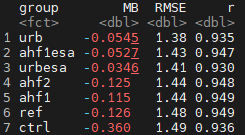 group MB RMSE r
<fct> <dbl> <dbl> <dbl>
1 urb -0.0545 1.38 0.935
2 ahf1esa -0.0527 1.43 0.947
3 urbesa -0.0346 1.41 0.930
4 ahf2 -0.125 1.44 0.948
5 ahf1 -0.115 1.44 0.949
6 ref -0.126 1.48 0.949
7 ctrl -0.360 1.49 0.936